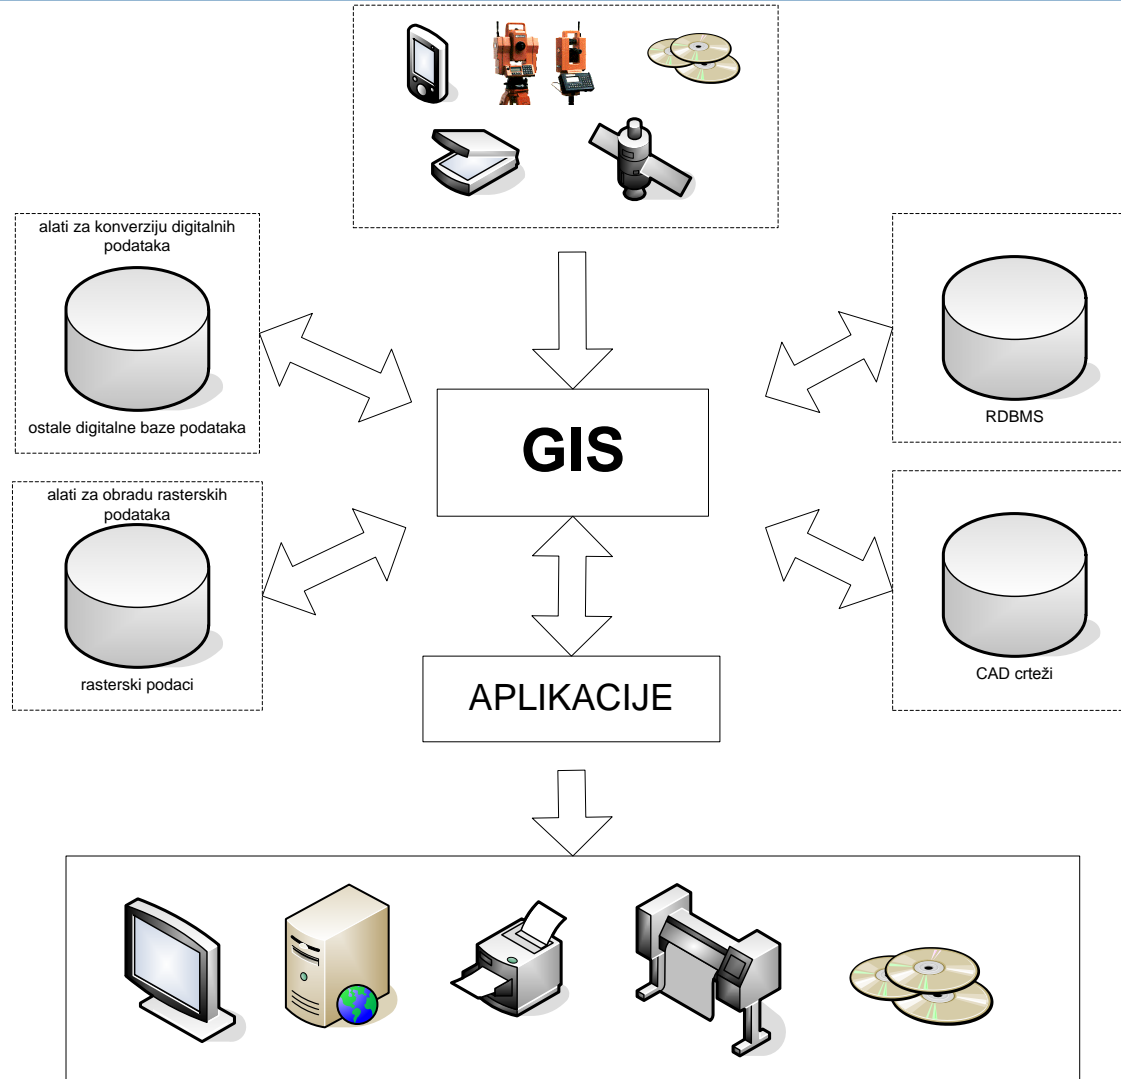 alati za konverziju digitalnih
podataka
ostale digitalne baze podataka
RDBMS
GIS
alati za obradu rasterskih
podataka
rasterski podaci
CAD crteži
APLIKACIJE